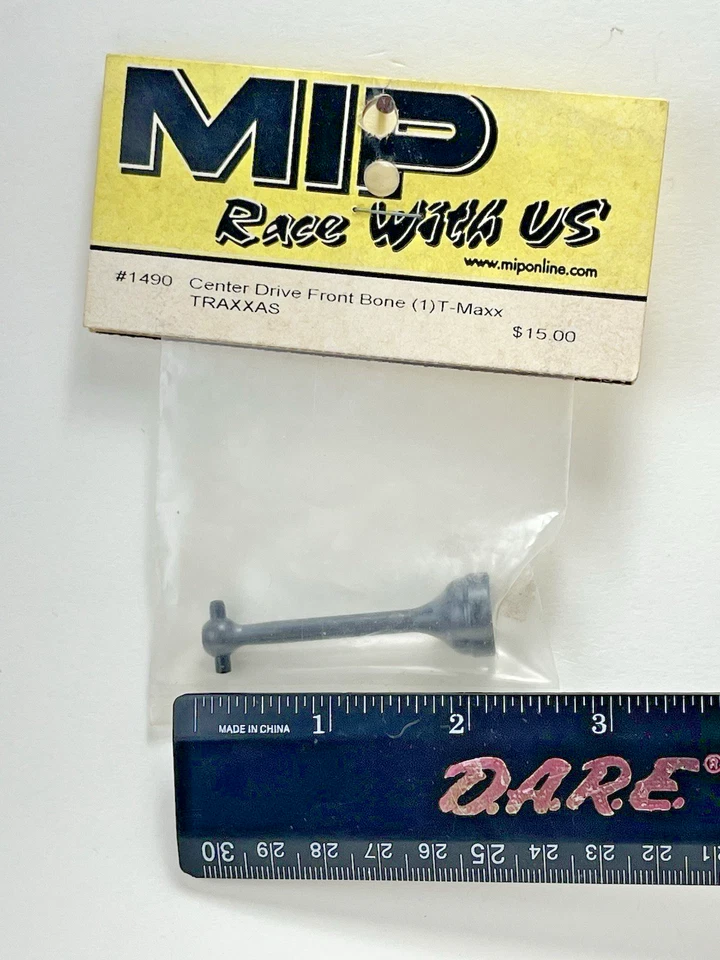 MIP
Race With US
www.miponline.com
#1490 Center Drive Front Bone (1)T-Maxx
TRAXXAS
$15.00
MADE IN CHINA 1 2 3
D.A.R.E.®
30 29 28 27 26 25 24 23 22 21